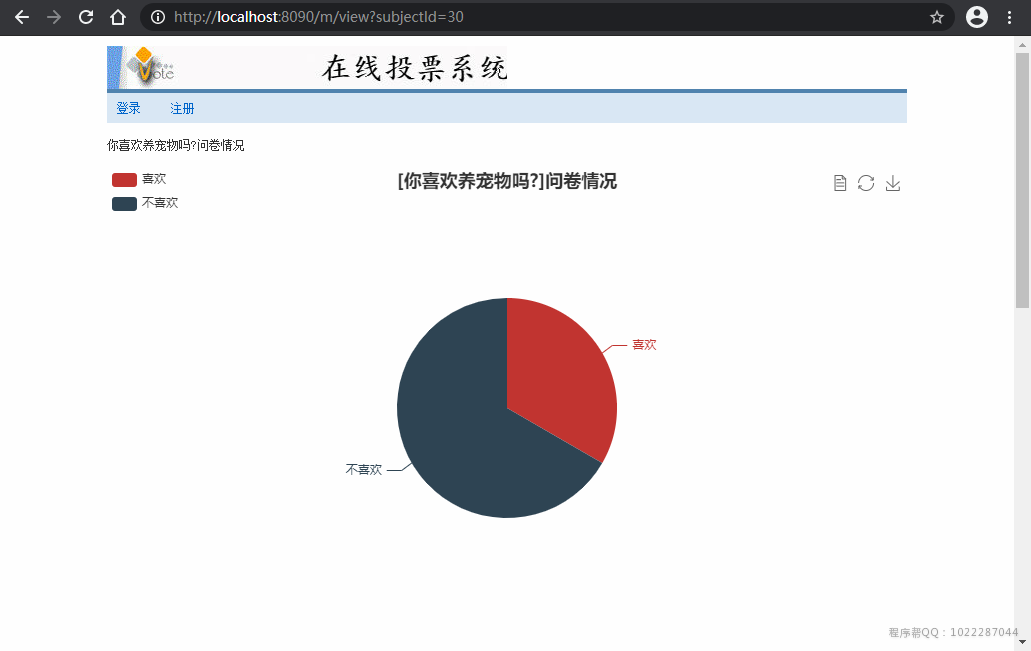 http://localhost:8090/m/view?subjectId=30
Vote
在线投票系统
登录 注册
你喜欢养宠物吗?问卷情况
喜欢
不喜欢
[你喜欢养宠物吗?]问卷情况
喜欢
不喜欢
程序帮QQ：1022287044